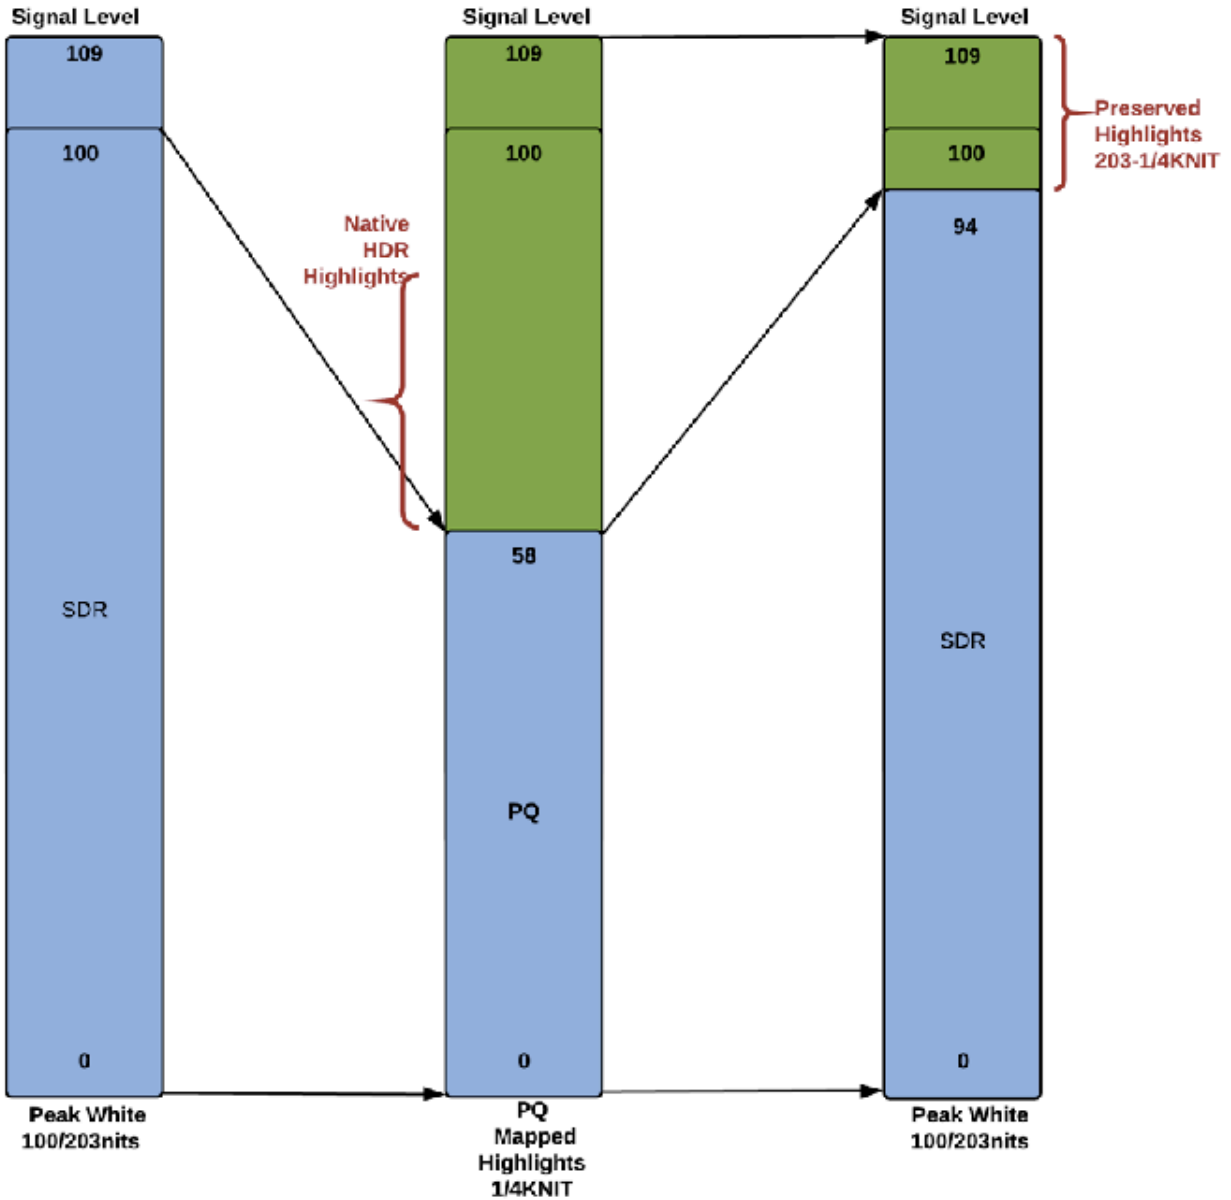 Signal Level
109
100
SDR
0
Peak White
100/203nits
Native
HDR
Highlights
Signal Level
109
100
58
PQ
0
PQ
Mapped
Highlights
1/4KNIT
Signal Level
109
100
94
SDR
0
Peak White
100/203nits
Preserved
Highlights
203-1/4KNIT